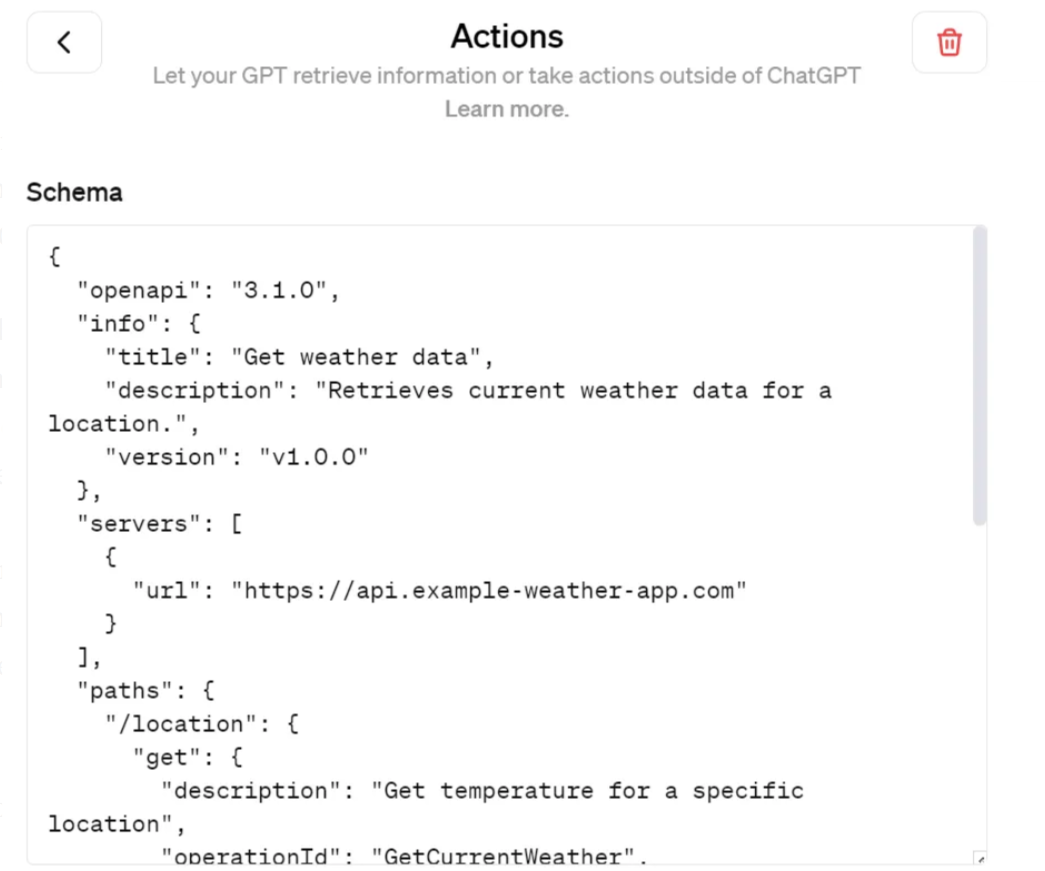 Actions
Let your GPT retrieve information or take actions outside of ChatGPT
Learn more.
Schema
{
  "openapi": "3.1.0",
  "info": {
    "title": "Get weather data",
    "description": "Retrieves current weather data for a
location.",
    "version": "v1.0.0"
  },
  "servers": [
    {
      "url": "https://api.example-weather-app.com"
    }
  ],
  "paths": {
    "/location": {
      "get": {
        "description": "Get temperature for a specific
location",
        "operationId": "GetCurrentWeather",